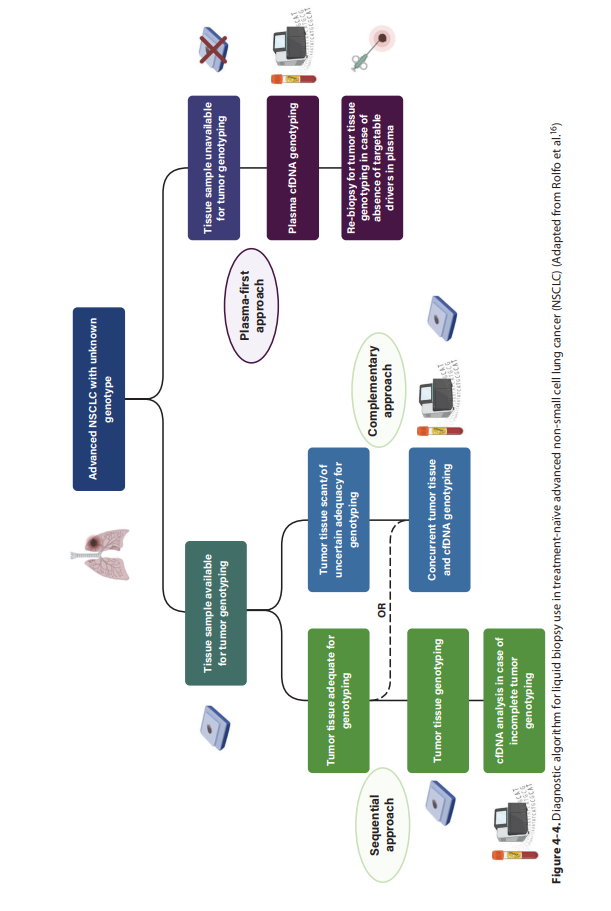 Advanced NSCLC with unknown
genotype
Tissue sample available
for tumor genotyping
Tissue sample unavailable
for tumor genotyping
Tumor tissue adequate for
genotyping
Tumor tissue scant/of
uncertain adequacy for
genotyping
Plasma-first
approach
Plasma cfDNA genotyping
OR
Sequential
approach
Tumor tissue genotyping
Concurrent tumor tissue
and cfDNA genotyping
Complementary
approach
Re-biopsy for tumor tissue
genotyping in case of
absence of targetable
drivers in plasma
cfDNA analysis in case of
incomplete tumor
genotyping
Figure 4-4. Diagnostic algorithm for liquid biopsy use in treatment-naïve advanced non-small cell lung cancer (NSCLC) (Adapted from Rolfo et al.16)